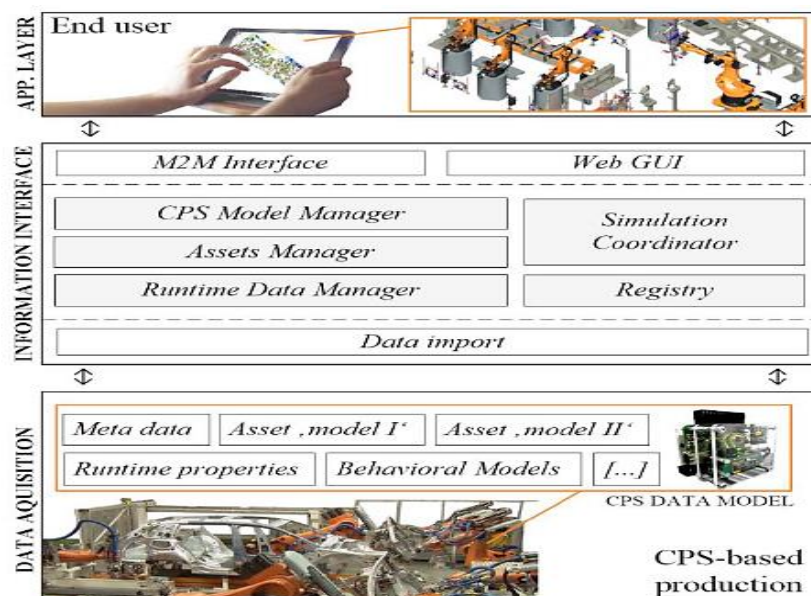 APP. LAYER
End user
INFORMATION INTERFACE
M2M Interface
Web GUI
CPS Model Manager
Simulation
Coordinator
Assets Manager
Runtime Data Manager
Registry
Data import
DATA AQUISITION
Meta data
Asset ‚model I‘
Asset ‚model II‘
Runtime properties
Behavioral Models
[...]
CPS DATA MODEL
CPS-based
production